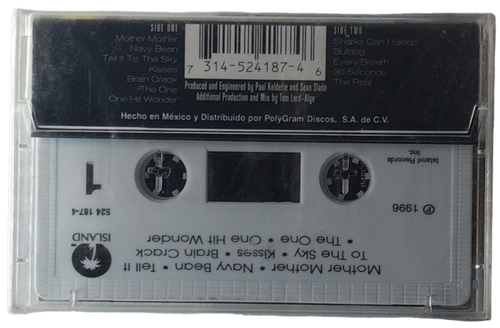 SIDE ONE
Mother Mother
Navy Bean
Tell It To The Sky
Kisses
Brain Crack
The One
One Hit Wonder
7 314-524187-4 6
SIDE TWO
Sharks Can't Sleep
Bulldog
Every Breath
30 Seconds
The Real
Produced and Engineered by Paul Kolderie and Sean Slade
Additional Production and Mix by Tom Lord-Alge
Hecho en México y Distribuido por PolyGram Discos, S.A. de C.V.
Mother Mother • Navy Bean • Tell It
To The Sky • Kisses • Brain Crack
• The One • One Hit Wonder
ISLAND
1
524 187-4
℗ 1996
Island Records
Inc.